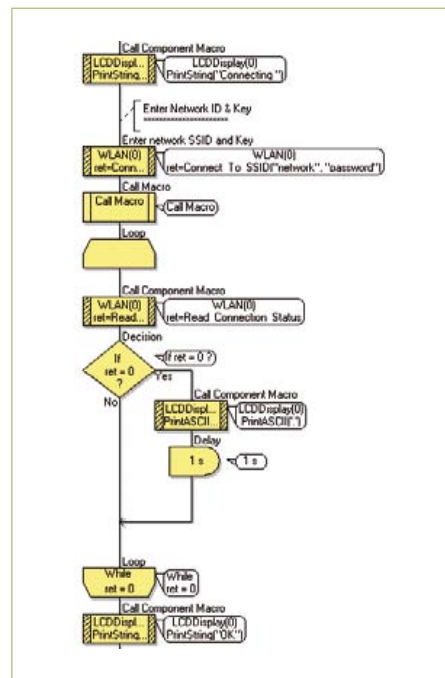 Call Component Macro
LCDDispl...
PrintString...
LCDDisplay(0)
PrintString("Connecting ")
Enter Network ID & Key
Enter network SSID and Key
WLAN(0)
ret=Conn...
WLAN(0)
ret=Connect To SSID("network", "password")
Call Macro
Call Macro
Call Macro
Loop
Call Component Macro
WLAN(0)
ret=Read...
WLAN(0)
ret=Read Connection Status
Decision
If
ret = 0
?
If ret = 0 ?
Yes
No
Call Component Macro
LCDDispl...
PrintASCII...
LCDDisplay(0)
PrintASCII(".")
Delay
1 s
1 s
Loop
While
ret = 0
While
ret = 0
Call Component Macro
LCDDispl...
PrintString...
LCDDisplay(0)
PrintString("OK")